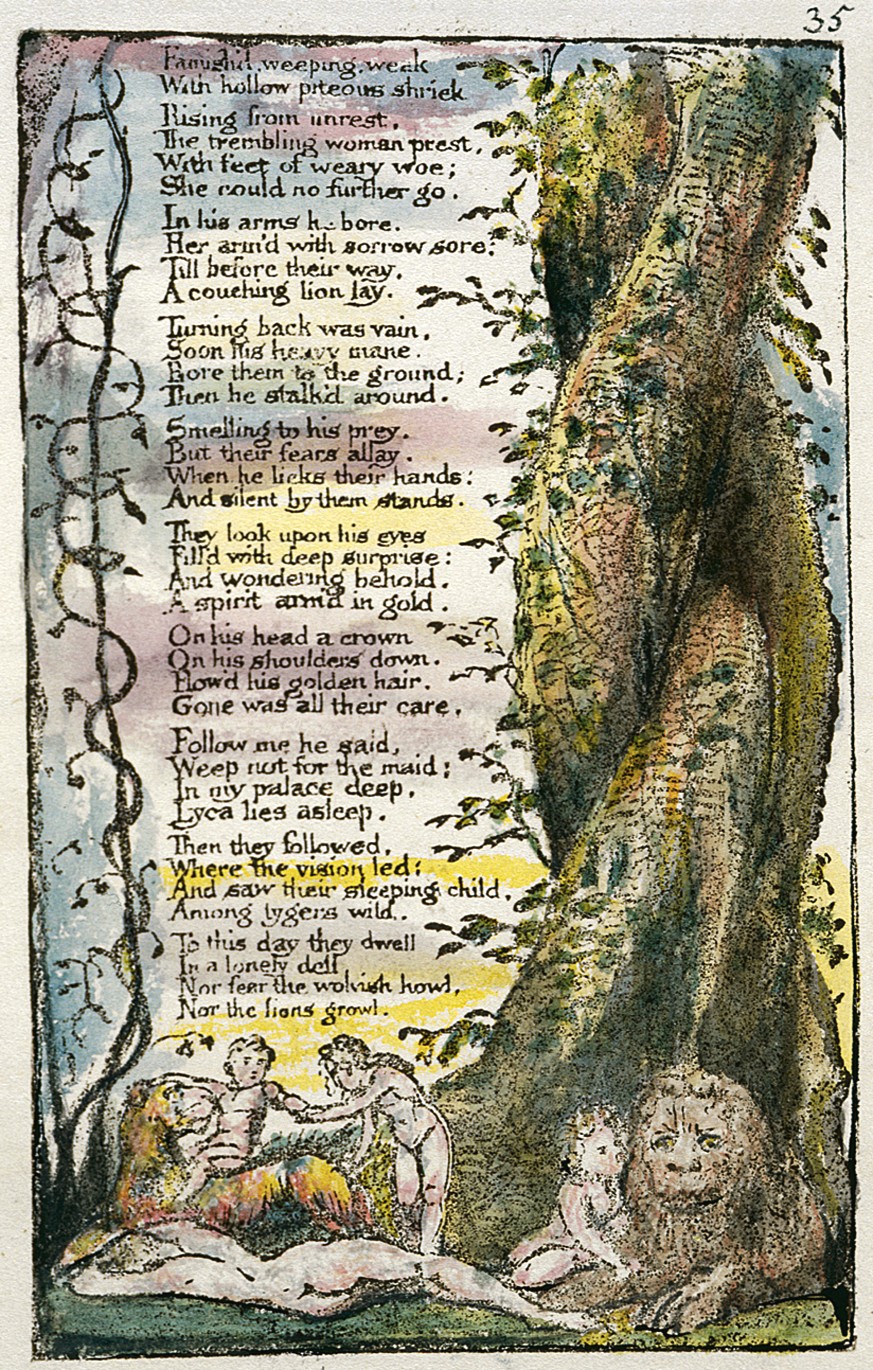 35
Famish'd, weeping, weak
With hollow piteous shriek
Rising from unrest,
The trembling woman prest,
With feet of weary woe;
She could no further go.
In his arms he bore.
Her arm'd with sorrow sore:
Till before their way,
A couching lion lay.
Turning back was vain,
Soon his heavy mane.
Bore them to the ground;
Then he stalk'd around.
Smelling to his prey.
But their fears allay.
When he licks their hands:
And silent by them stands.
They look upon his eyes
Fill'd with deep surprise:
And wondering behold.
A spirit arm'd in gold.
On his head a crown
On his shoulders down.
Flow'd his golden hair.
Gone was all their care.
Follow me he said,
Weep not for the maid;
In my palace deep.
Lyca lies asleep.
Then they followed.
Where the vision led:
And saw their sleeping child,
Among tygers wild.
To this day they dwell
In a lonely dell
Nor fear the wolvish howl,
Nor the lions growl.